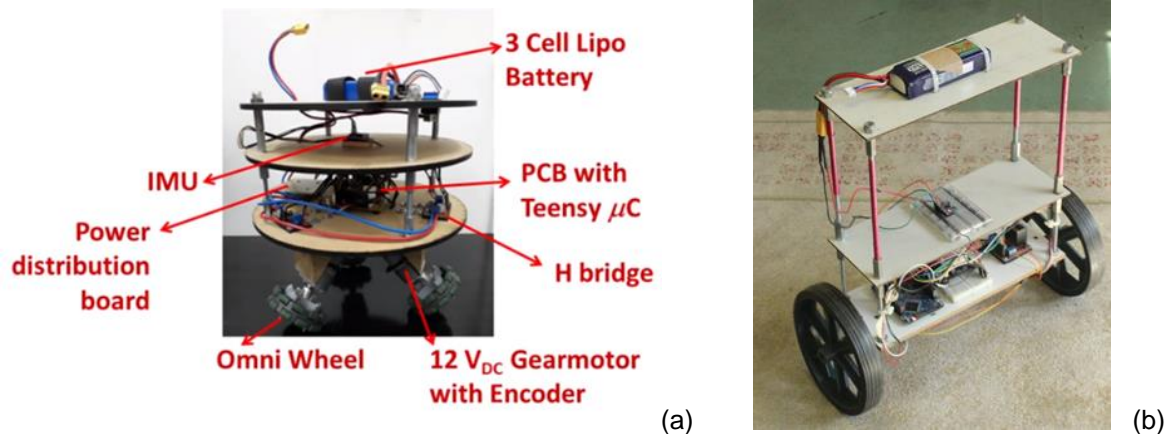 3 Cell Lipo
Battery
IMU
PCB with
Teensy μC
Power
distribution
board
H bridge
Omni Wheel
12 V_DC Gearmotor
with Encoder
(a)
(b)